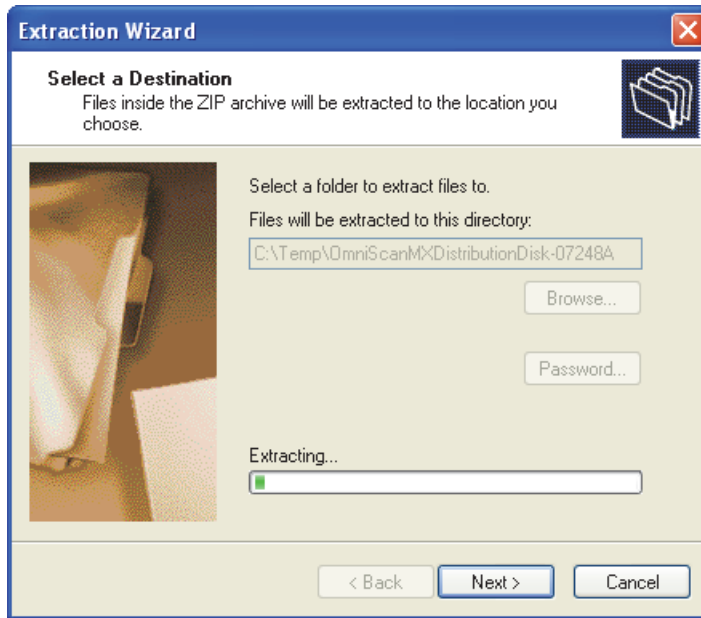 Extraction Wizard
Select a Destination
Files inside the ZIP archive will be extracted to the location you
choose.
Select a folder to extract files to.
Files will be extracted to this directory:
C:\Temp\OmniScanMXDistributionDisk-07248A
Browse...
Password...
Extracting...
< Back
Next >
Cancel